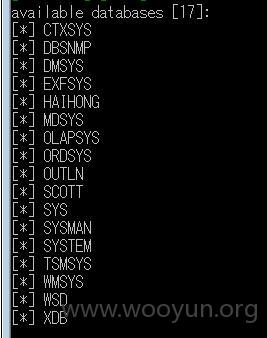 available databases [17]:
[*] CTXSYS
[*] DBSNMP
[*] DMSYS
[*] EXFSYS
[*] HAIHONG
[*] MDSYS
[*] OLAPSYS
[*] ORDSYS
[*] OUTLN
[*] SCOTT
[*] SYS
[*] SYSMAN
[*] SYSTEM
[*] TSMSYS
[*] WMSYS
[*] WSD
[*] XDB
www.wooyun.org